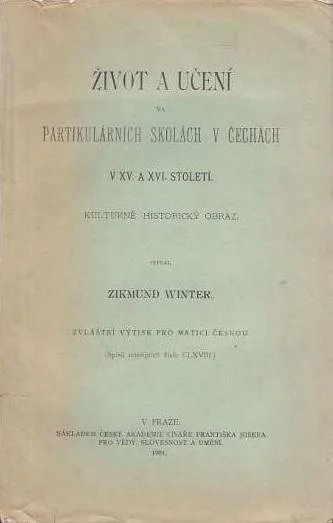 ŽIVOT A UČENÍ
NA
PARTIKULÁRNÍCH ŠKOLÁCH V ČECHÁCH
V XV. A XVI. STOLETÍ.
KULTURNĚ HISTORICKÝ OBRAZ.
SEPSAL
ZIKMUND WINTER.
ZVLÁŠTNÍ VÝTISK PRO MATICI ČESKOU.
(Spisů musejních číslo CLXVIII.)
V PRAZE.
NÁKLADEM ČESKÉ AKADEMIE CÍSAŘE FRANTIŠKA JOSEFA
PRO VĚDY, SLOVESNOST A UMĚNÍ.
1901.